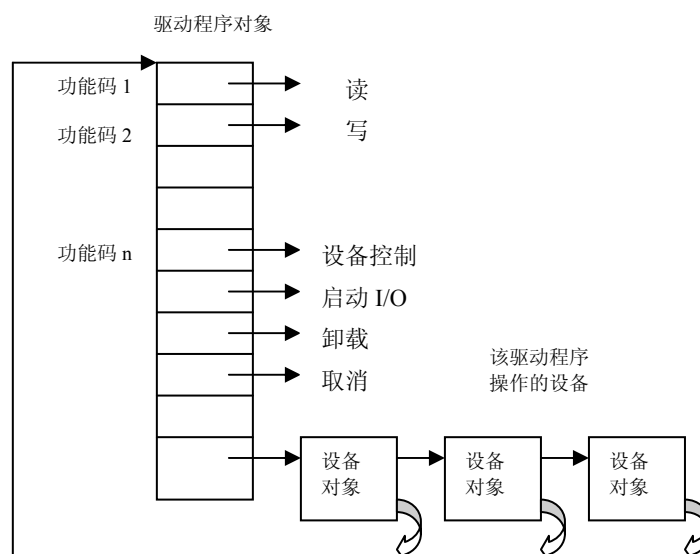 驱动程序对象
功能码 1
读
功能码 2
写
功能码 n
设备控制
启动 I/O
卸载
取消
该驱动程序
操作的设备
设备
对象
设备
对象
设备
对象